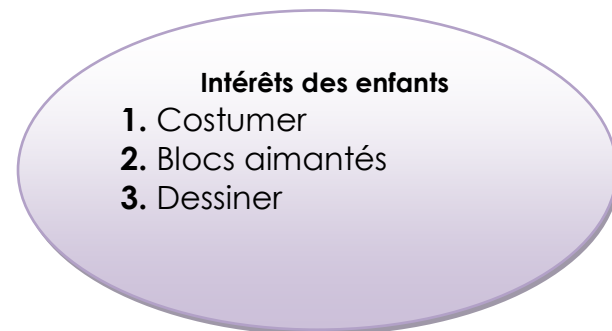 Intérêts des enfants
1. Costumer
2. Blocs aimantés
3. Dessiner